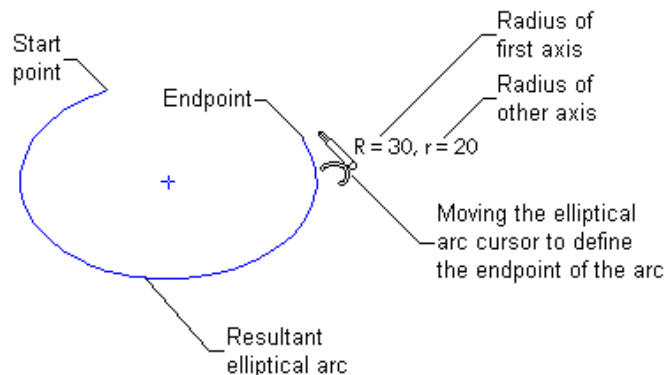 Radius of
first axis
Start
point
Radius of
other axis
Endpoint
R = 30, r = 20
Moving the elliptical
arc cursor to define
the endpoint of the arc
Resultant
elliptical arc